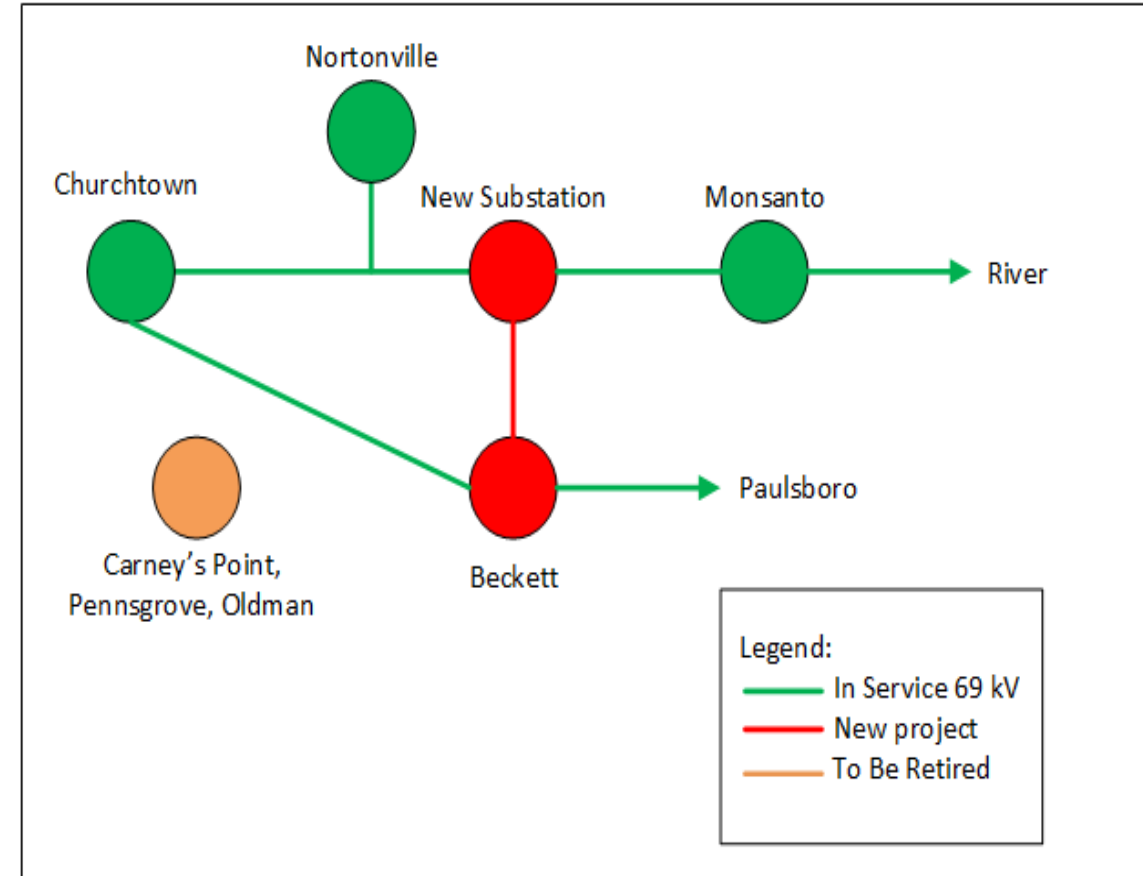 Nortonville
Churchtown
New Substation
Monsanto
River
Paulsboro
Carney's Point,
Pennsgrove, Oldman
Beckett
Legend:
In Service 69 kV
New project
To Be Retired